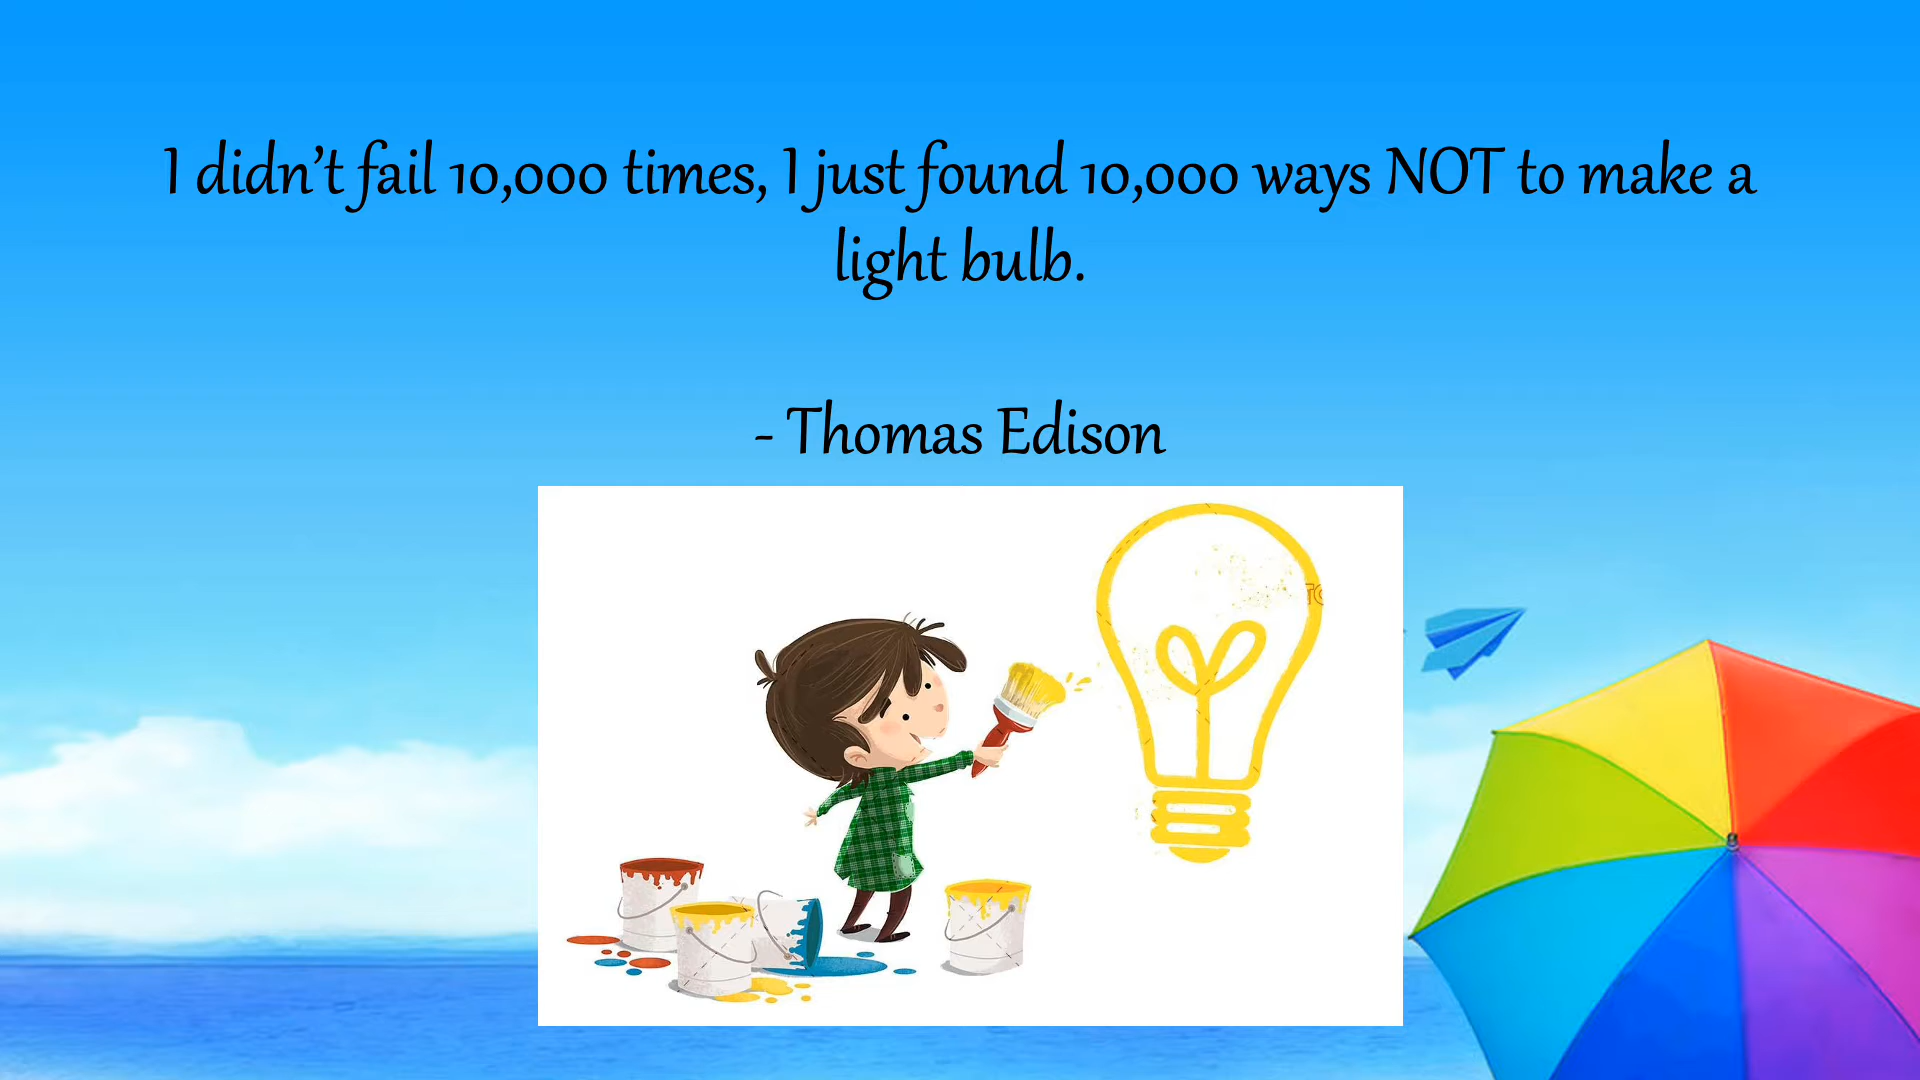 I didn’t fail 10,000 times, I just found 10,000 ways NOT to make a
light bulb.
- Thomas Edison